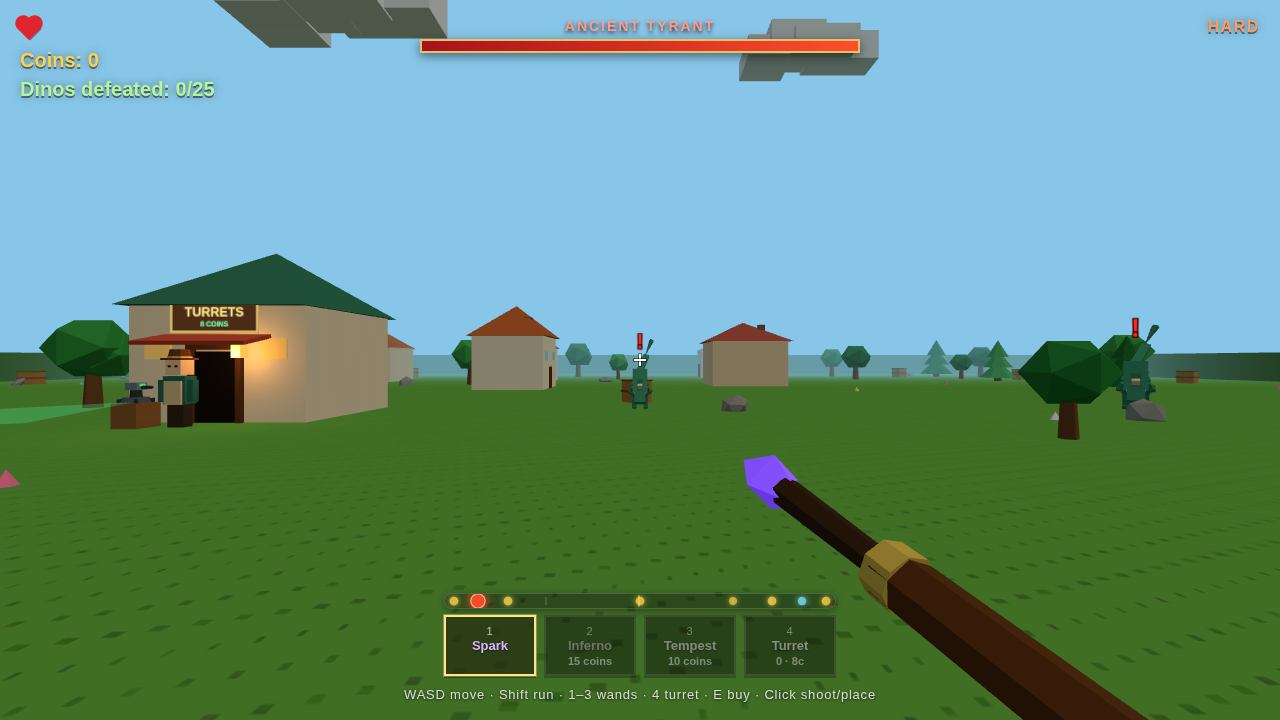 ANCIENT TYRANT
HARD
Coins: 0
Dinos defeated: 0/25
TURRETS
8 COINS
1
Spark
2
Inferno
15 coins
3
Tempest
10 coins
4
Turret
0 · 8c
WASD move · Shift run · 1–3 wands · 4 turret · E buy · Click shoot/place